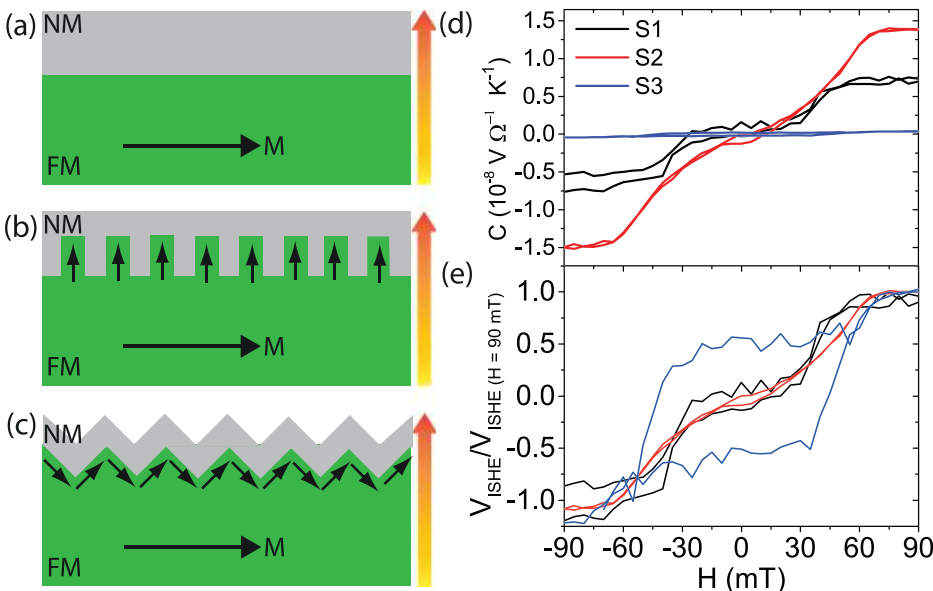 (a)
NM
M
FM
(b)
NM
M
FM
(c)
NM
M
FM
(d)
S1
S2
S3
C (10⁻⁸ V Ω⁻¹ K⁻¹)
1.5
1.0
0.5
0.0
-0.5
-1.0
-1.5
(e)
V_ISHE/V_ISHE (H = 90 mT)
1.0
0.5
0.0
-0.5
-1.0
-90 -60 -30 0 30 60 90
H (mT)